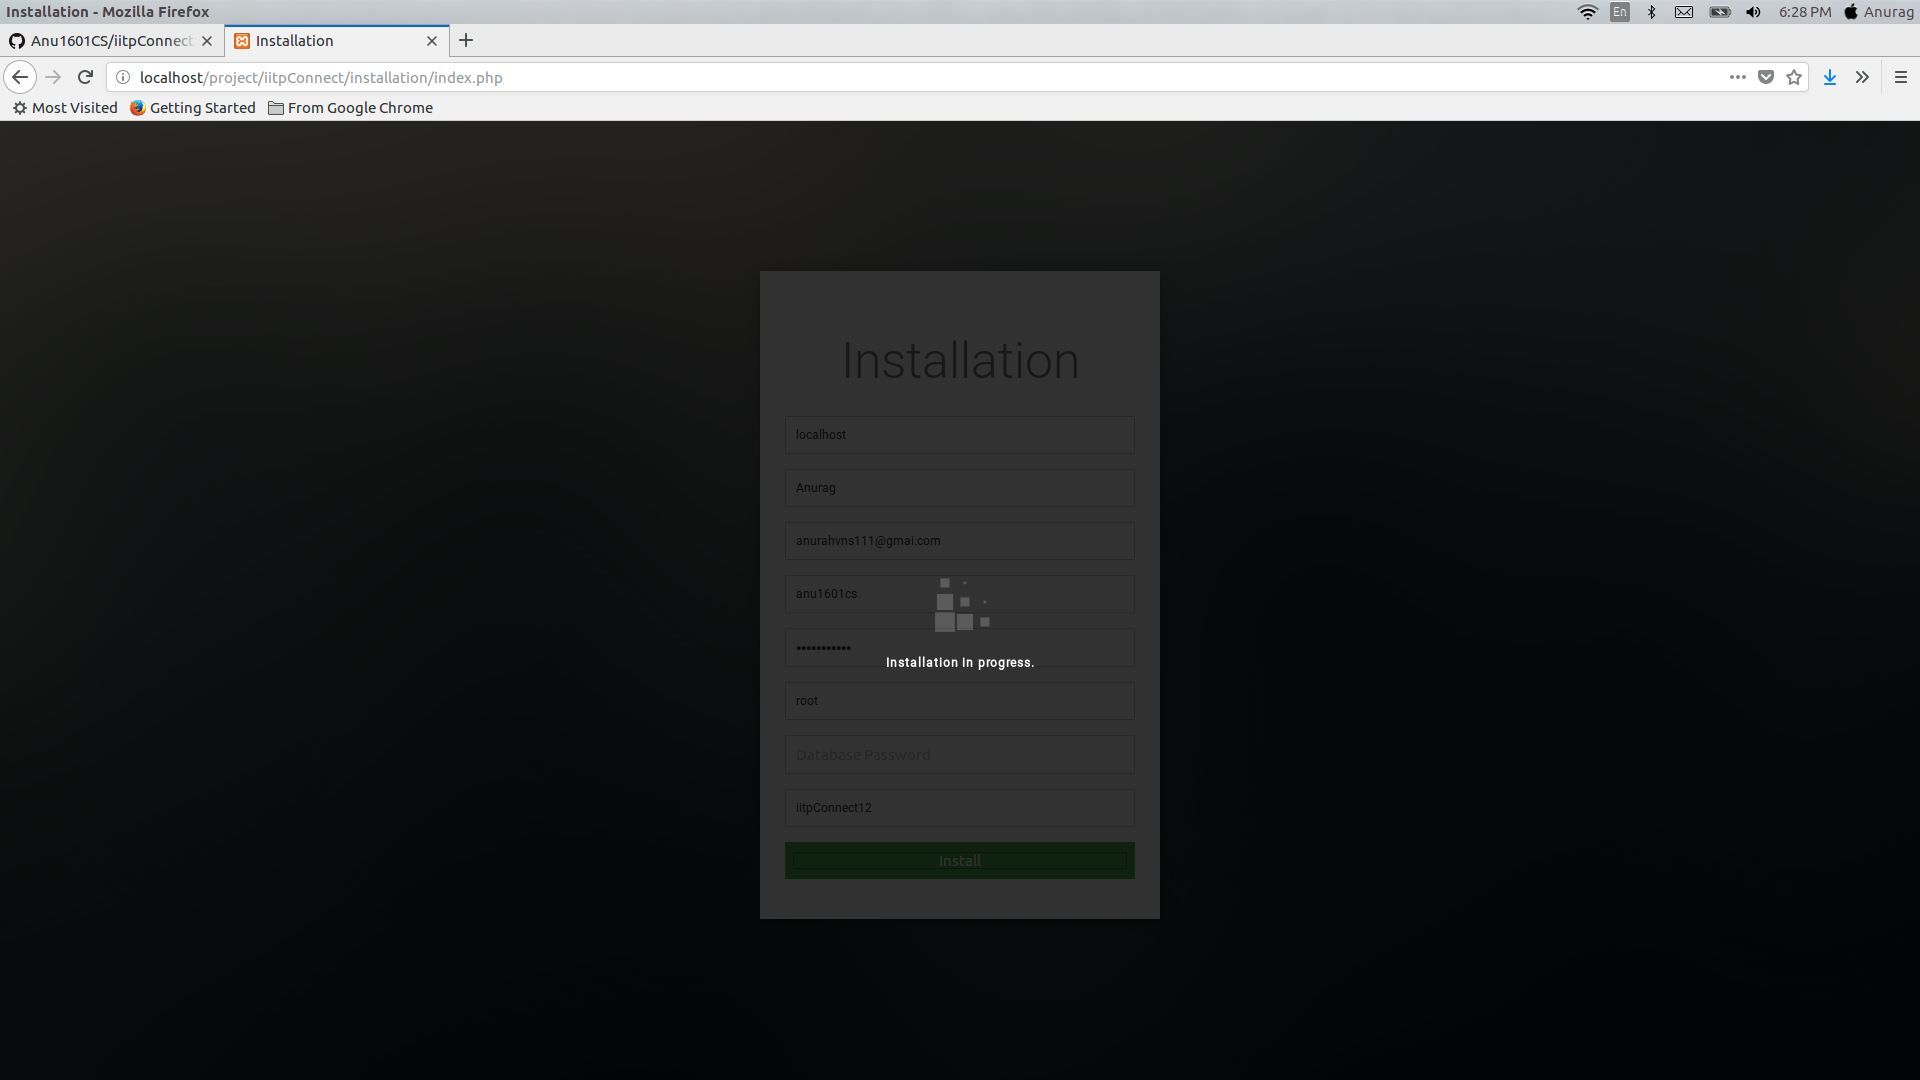 Installation - Mozilla Firefox
En
6:28 PM
Anurag
Anu1601CS/iitpConnect
Installation
localhost/project/iitpConnect/installation/index.php
Most Visited
Getting Started
From Google Chrome
Installation
localhost
Anurag
anurahvns111@gmai.com
anu1601cs
•••••••••••
Installation in progress.
root
Database Password
iitpConnect12
Install